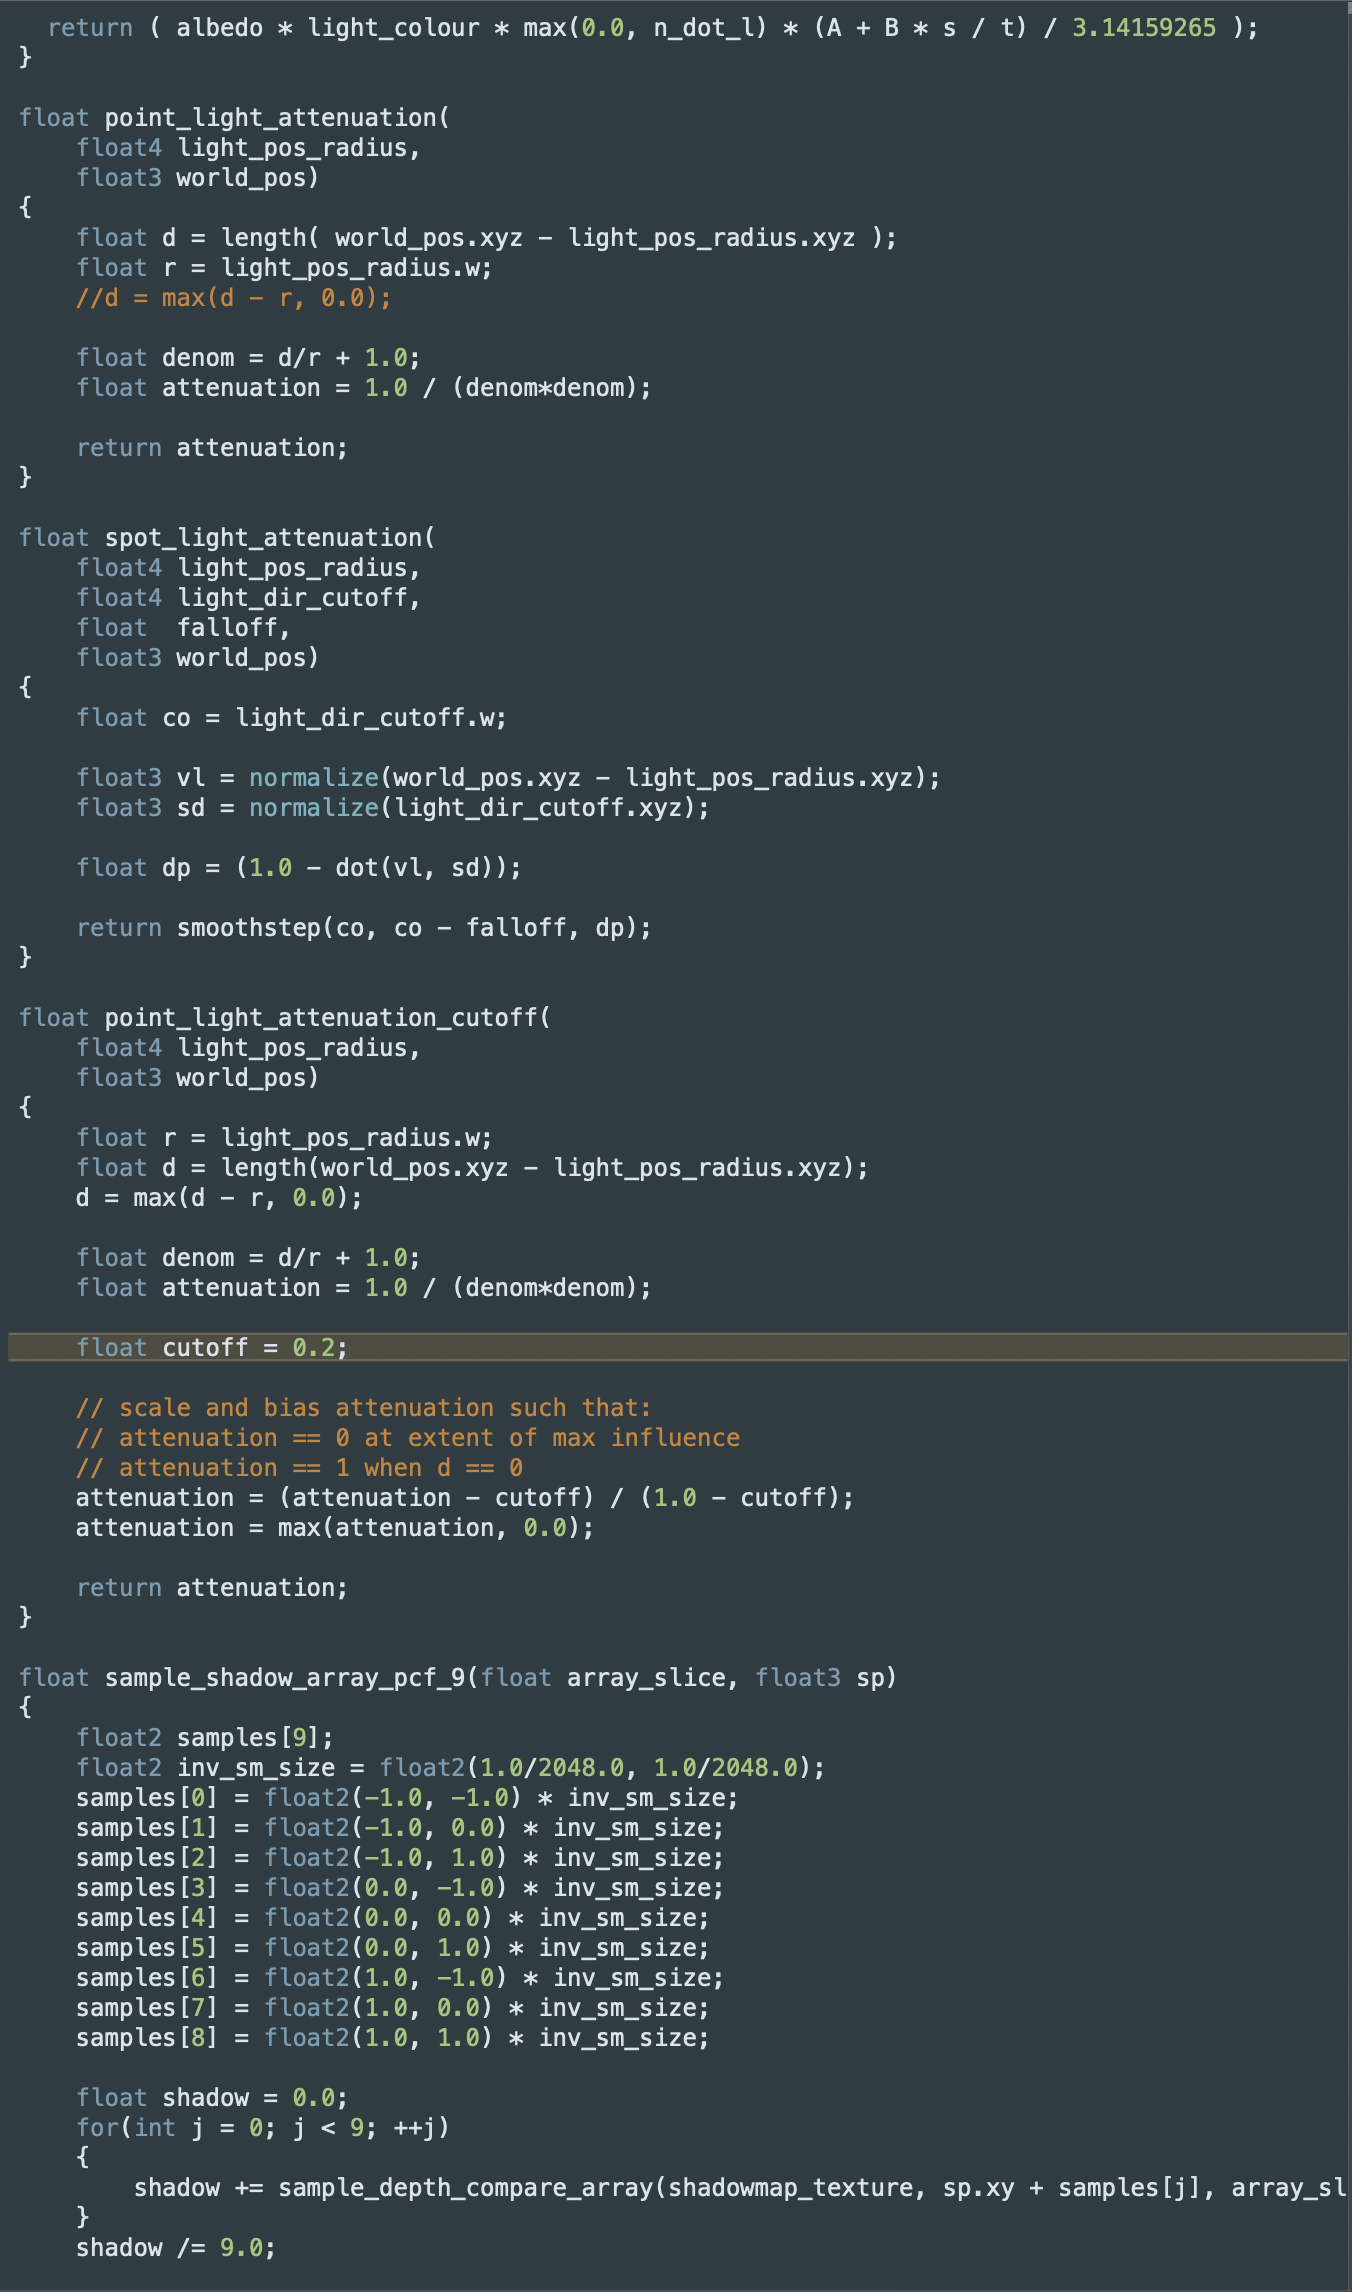 return ( albedo * light_colour * max(0.0, n_dot_l) * (A + B * s / t) / 3.14159265 );
}
float point_light_attenuation(
float4 light_pos_radius,
float3 world_pos)
{
float d = length( world_pos.xyz - light_pos_radius.xyz );
float r = light_pos_radius.w;
//d = max(d - r, 0.0);
float denom = d/r + 1.0;
float attenuation = 1.0 / (denom*denom);
return attenuation;
}
float spot_light_attenuation(
float4 light_pos_radius,
float4 light_dir_cutoff,
float  falloff,
float3 world_pos)
{
float co = light_dir_cutoff.w;
float3 vl = normalize(world_pos.xyz - light_pos_radius.xyz);
float3 sd = normalize(light_dir_cutoff.xyz);
float dp = (1.0 - dot(vl, sd));
return smoothstep(co, co - falloff, dp);
}
float point_light_attenuation_cutoff(
float4 light_pos_radius,
float3 world_pos)
{
float r = light_pos_radius.w;
float d = length(world_pos.xyz - light_pos_radius.xyz);
d = max(d - r, 0.0);
float denom = d/r + 1.0;
float attenuation = 1.0 / (denom*denom);
float cutoff = 0.2;
// scale and bias attenuation such that:
// attenuation == 0 at extent of max influence
// attenuation == 1 when d == 0
attenuation = (attenuation - cutoff) / (1.0 - cutoff);
attenuation = max(attenuation, 0.0);
return attenuation;
}
float sample_shadow_array_pcf_9(float array_slice, float3 sp)
{
float2 samples[9];
float2 inv_sm_size = float2(1.0/2048.0, 1.0/2048.0);
samples[0] = float2(-1.0, -1.0) * inv_sm_size;
samples[1] = float2(-1.0, 0.0) * inv_sm_size;
samples[2] = float2(-1.0, 1.0) * inv_sm_size;
samples[3] = float2(0.0, -1.0) * inv_sm_size;
samples[4] = float2(0.0, 0.0) * inv_sm_size;
samples[5] = float2(0.0, 1.0) * inv_sm_size;
samples[6] = float2(1.0, -1.0) * inv_sm_size;
samples[7] = float2(1.0, 0.0) * inv_sm_size;
samples[8] = float2(1.0, 1.0) * inv_sm_size;
float shadow = 0.0;
for(int j = 0; j < 9; ++j)
{
shadow += sample_depth_compare_array(shadowmap_texture, sp.xy + samples[j], array_sl
}
shadow /= 9.0;